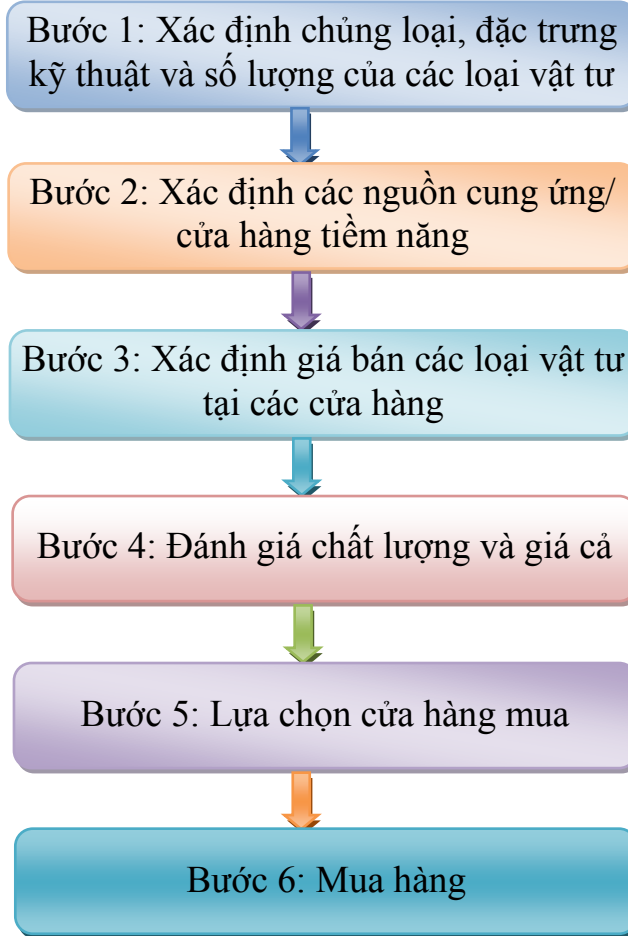 Bước 1: Xác định chủng loại, đặc trưng
kỹ thuật và số lượng của các loại vật tư
Bước 2: Xác định các nguồn cung ứng/
cửa hàng tiềm năng
Bước 3: Xác định giá bán các loại vật tư
tại các cửa hàng
Bước 4: Đánh giá chất lượng và giá cả
Bước 5: Lựa chọn cửa hàng mua
Bước 6: Mua hàng